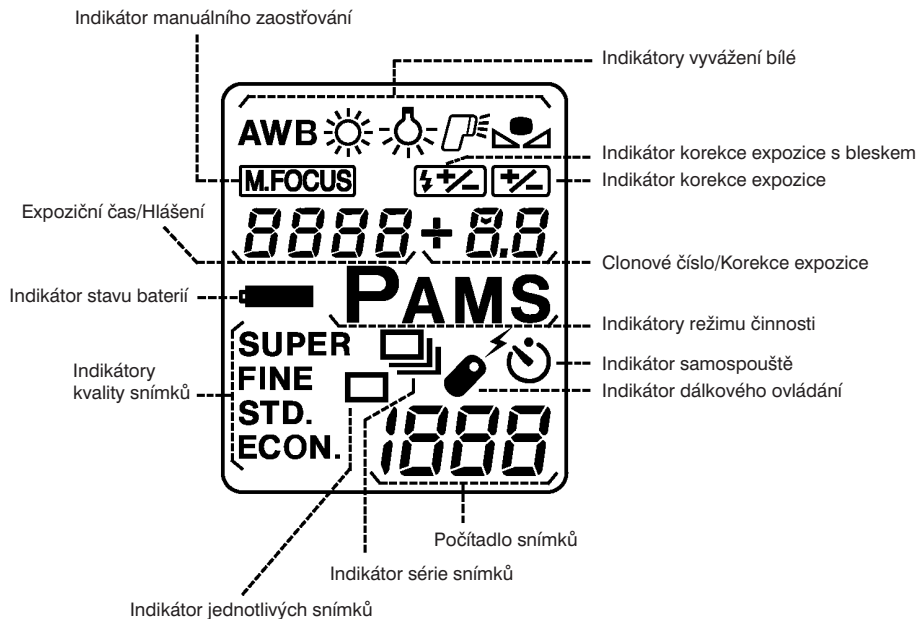 Indikátor manuálního zaostřování
Indikátory vyvážení bílé
AWB
Indikátor korekce expozice s bleskem
M.FOCUS
+/–
+/–
Indikátor korekce expozice
Expoziční čas/Hlášení
8888+8.8
Clonové číslo/Korekce expozice
PAMS
Indikátor stavu baterií
Indikátory režimu činnosti
SUPER
FINE
STD.
ECON.
Indikátory
kvality snímků
Indikátor samospouště
Indikátor dálkového ovládání
1888
Počítadlo snímků
Indikátor série snímků
Indikátor jednotlivých snímků